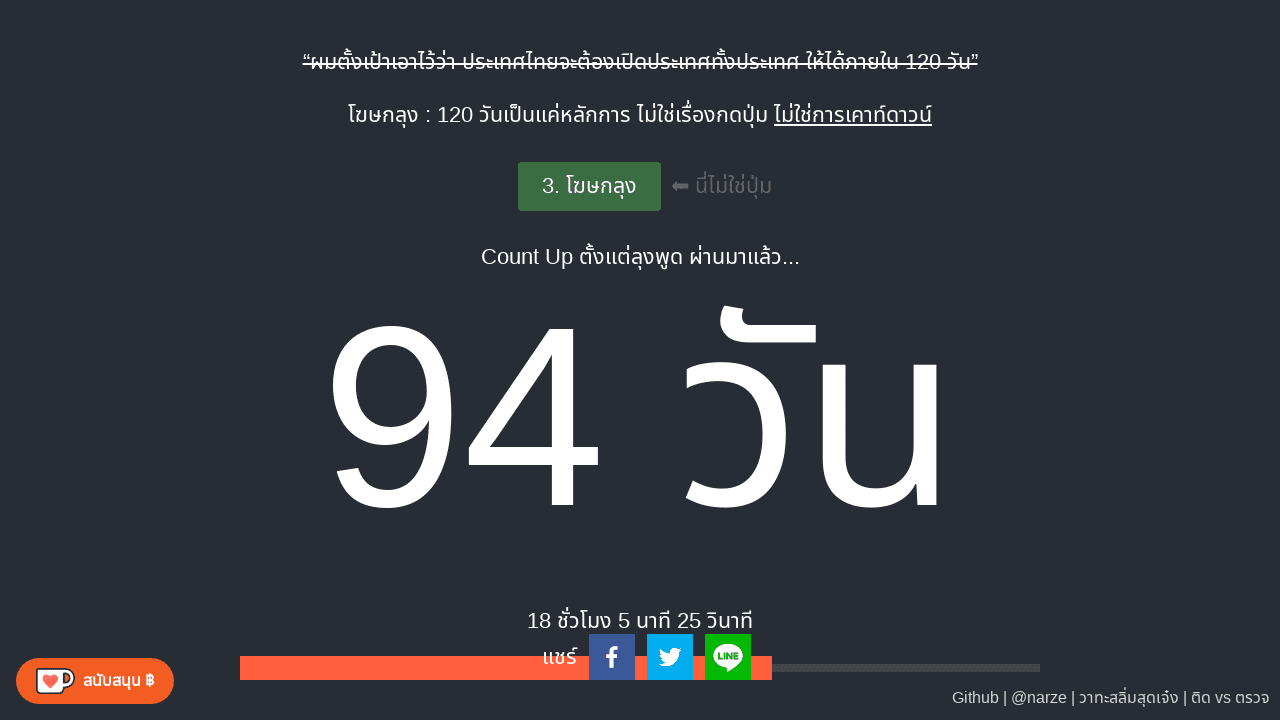 “ผมตั้งเป้าเอาไว้ว่า ประเทศไทยจะต้องเปิดประเทศทั้งประเทศ ให้ได้ภายใน 120 วัน”
โฆษกลุง : 120 วันเป็นแค่หลักการ ไม่ใช่เรื่องกดปุ่ม ไม่ใช่การเคาท์ดาวน์
3. โฆษกลุง ⬅ นี่ไม่ใช่ปุ่ม
Count Up ตั้งแต่ลุงพูด ผ่านมาแล้ว...
94 วัน
18 ชั่วโมง 5 นาที 25 วินาที
แชร์ LINE
สนับสนุน ฿
Github | @narze | วาทะสลิ่มสุดเจ๋ง | ติด vs ตรวจ